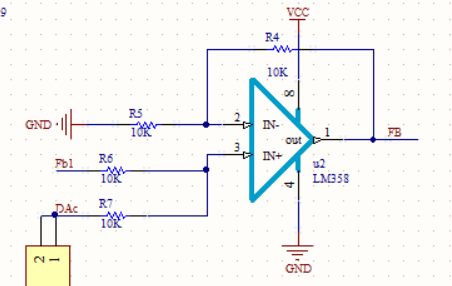 9
VCC
R4
10K
8
R5
10K
GND
2
IN-
out
1
FB
3
IN+
Fb1
R6
10K
u2
LM358
4
R7
10K
DAc
GND
2
1